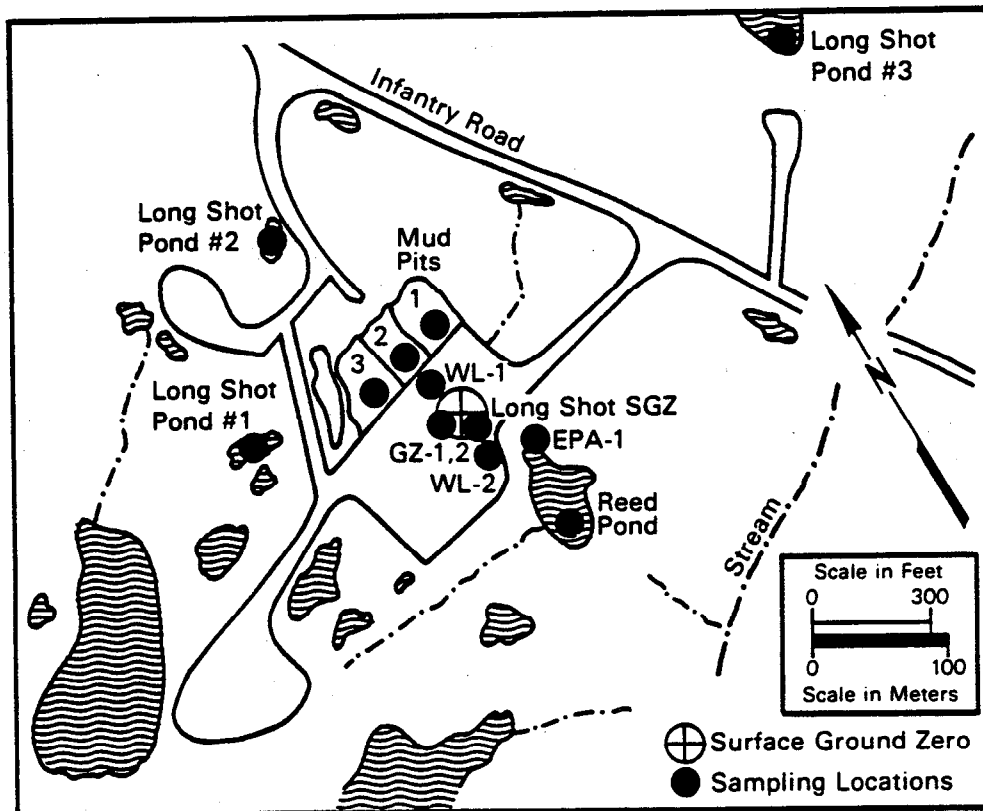 Long Shot
Pond #3
Infantry Road
Long Shot
Pond #2
Mud
Pits
1
2
3
WL-1
Long Shot
Pond #1
Long Shot SGZ
GZ-1,2
EPA-1
WL-2
Reed
Pond
Stream
N
Scale in Feet
0 300
0 100
Scale in Meters
Surface Ground Zero
Sampling Locations